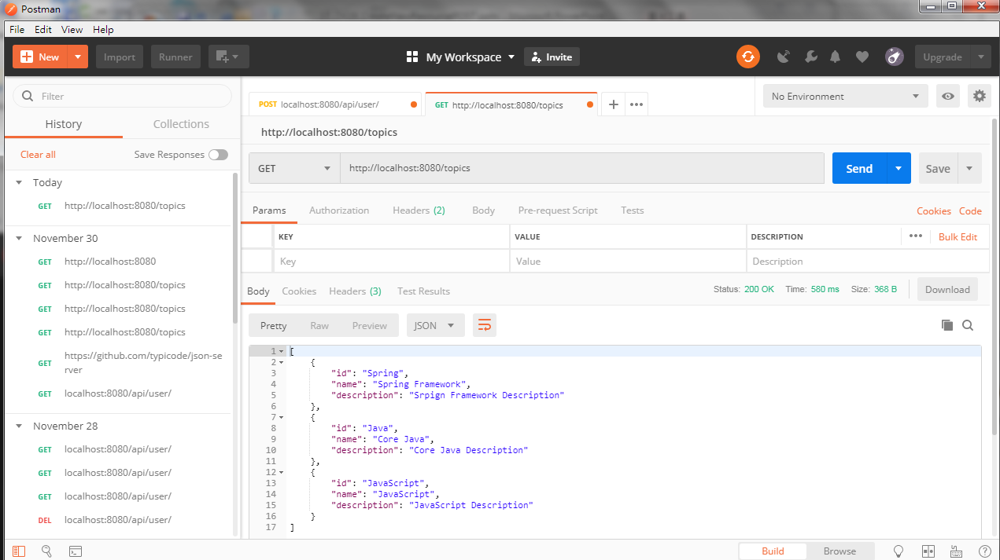 Postman
File Edit View Help
New Import Runner My Workspace Invite Upgrade
Filter
History Collections
Clear all Save Responses
Today
GET http://localhost:8080/topics
November 30
GET http://localhost:8080
GET http://localhost:8080/topics
GET http://localhost:8080/topics
GET http://localhost:8080/topics
GET https://github.com/typicode/json-se
rver
GET localhost:8080/api/user/
November 28
GET localhost:8080/api/user/
GET localhost:8080/api/user/
GET localhost:8080/api/user/
DEL localhost:8080/api/user/
POST localhost:8080/api/user/ GET http://localhost:8080/topics No Environment
http://localhost:8080/topics
GET http://localhost:8080/topics Send Save
Params Authorization Headers (2) Body Pre-request Script Tests Cookies Code
KEY VALUE DESCRIPTION Bulk Edit
Key Value Description
Body Cookies Headers (3) Test Results Status: 200 OK Time: 580 ms Size: 368 B Download
Pretty Raw Preview JSON
1 [
2 {
3 "id": "Spring",
4 "name": "Spring Framework",
5 "description": "Srpign Framework Description"
6 },
7 {
8 "id": "Java",
9 "name": "Core Java",
10 "description": "Core Java Description"
11 },
12 {
13 "id": "JavaScript",
14 "name": "JavaScript",
15 "description": "JavaScript Description"
16 }
17 ]
Build Browse